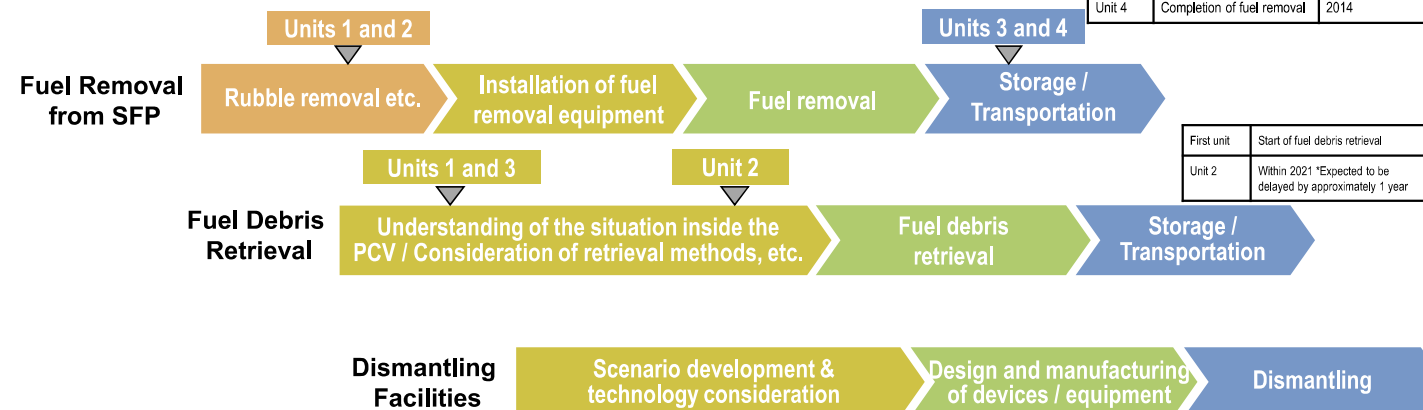 Unit 4 Completion of fuel removal 2014
Units 1 and 2
Units 3 and 4
Fuel Removal
from SFP
Rubble removal etc.
Installation of fuel
removal equipment
Fuel removal
Storage /
Transportation
First unit Start of fuel debris retrieval
Unit 2 Within 2021 *Expected to be
delayed by approximately 1 year
Units 1 and 3
Unit 2
Fuel Debris
Retrieval
Understanding of the situation inside the
PCV / Consideration of retrieval methods, etc.
Fuel debris
retrieval
Storage /
Transportation
Dismantling
Facilities
Scenario development &
technology consideration
Design and manufacturing
of devices / equipment
Dismantling